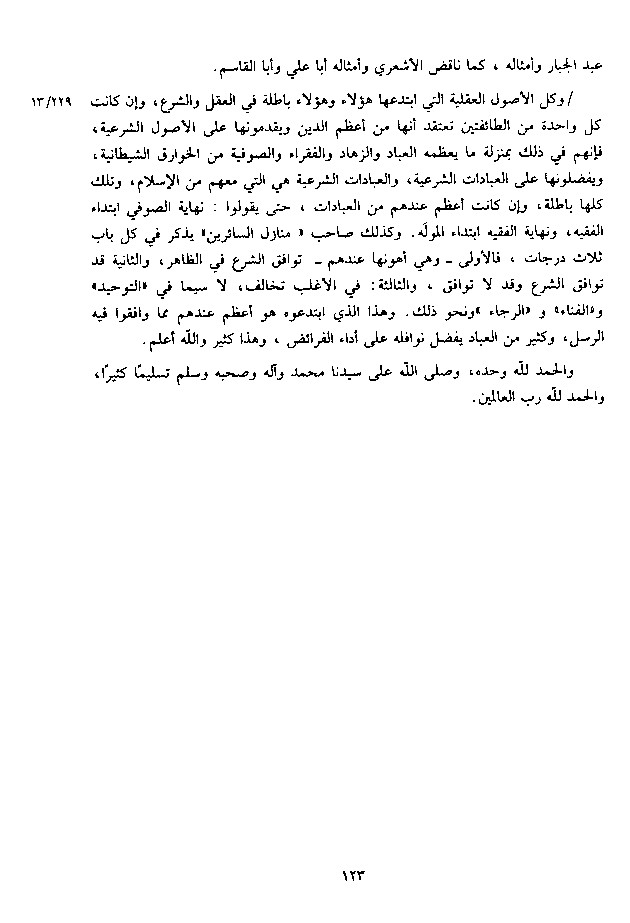 عبد الجبار وأمثاله ، كما ناقض الأشعري وأمثاله أبا علي وأبا القاسم .
١٣/٢٢٩ / وكل الأصول العقلية التي ابتدعها هؤلاء وهؤلاء باطلة في العقل والشرع، وإن كانت
كل واحدة من الطائفتين تعتقد أنها من أعظم الدين ويقدمونها على الأصول الشرعية،
فإنهم في ذلك بمنزلة ما يعظمه العباد والزهاد والفقراء والصوفية من الخوارق الشيطانية،
ويفضلونها على العبادات الشرعية، والعبادات الشرعية هي التي معهم من الإسلام، وتلك
كلها باطلة، وإن كانت أعظم عندهم من العبادات ، حتى يقولوا : نهاية الصوفي ابتداء
الفقيه، ونهاية الفقيه ابتداء المولَّه. وكذلك صاحب « منازل السائرين» يذكر في كل باب
ثلاث درجات ، فالأولى ـ وهي أهونها عندهم ـ توافق الشرع في الظاهر، والثانية قد
توافق الشرع وقد لا توافق ، والثالثة: في الأغلب تخالف، لا سيما في «التوحيد»
و«الفناء» و «الرجاء »ونحو ذلك. وهذا الذي ابتدعوه هو أعظم عندهم مما وافقوا فيه
الرسل، وكثير من العباد يفضل نوافله على أداء الفرائض ، وهذا كثير والله أعلم .
والحمد لله وحده، وصلى الله على سيدنا محمد وآله وصحبه وسلم تسليمًا كثيرًا،
والحمد لله رب العالمين.
١٢٣